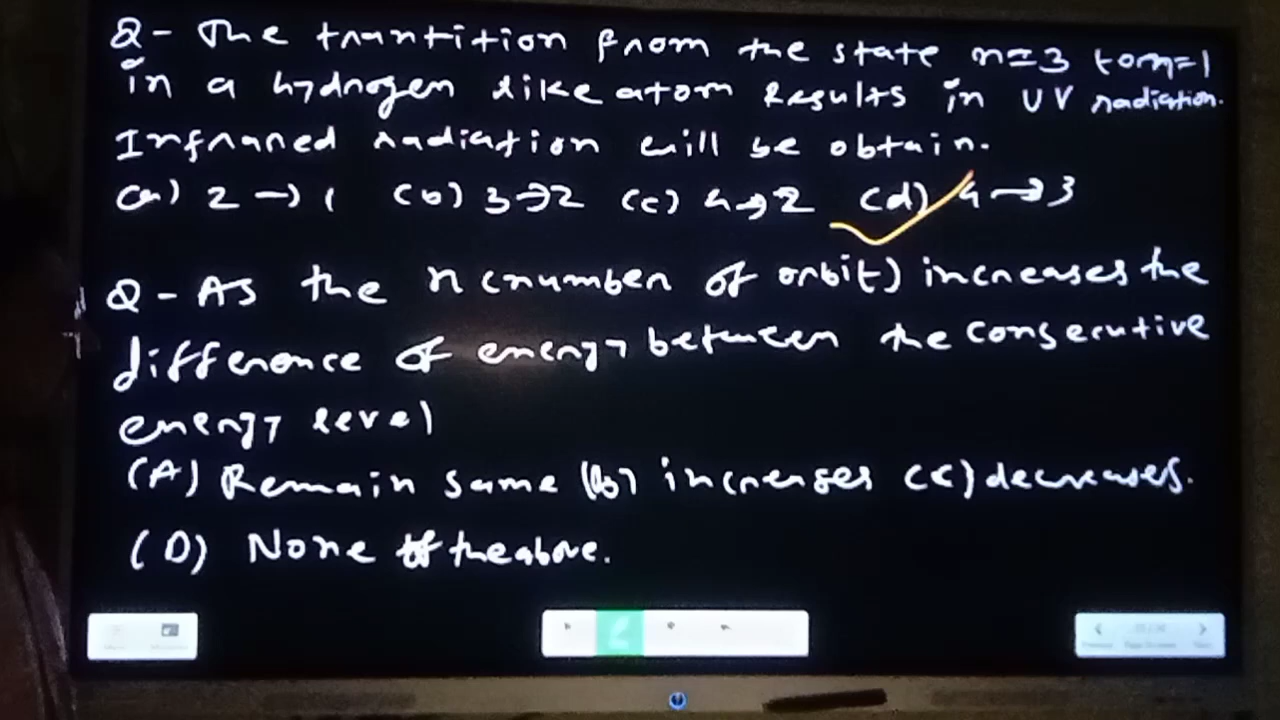 Q- The trantition from the state n=3 to n=1
in a hydrogen like atom Results in UV radiation.
Infrared radiation will be obtain.
(a) 2→1 (b) 3→2 (c) 4→2 (d) 4→3
Q- As the n (number of orbit) increases the
difference of energy between the consecutive
energy level
(A) Remain same (b) increases (c) decreases.
(D) None of the above.